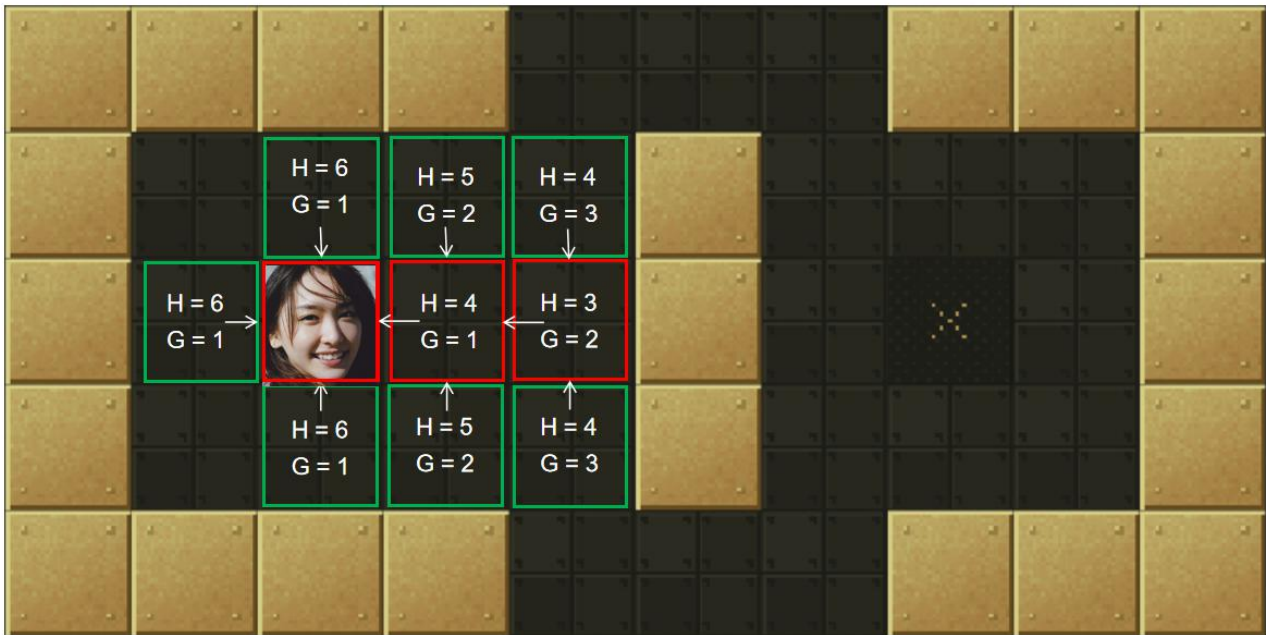 H = 6
G = 1
H = 5
G = 2
H = 4
G = 3
H = 6
G = 1
H = 4
G = 1
H = 3
G = 2
H = 6
G = 1
H = 5
G = 2
H = 4
G = 3